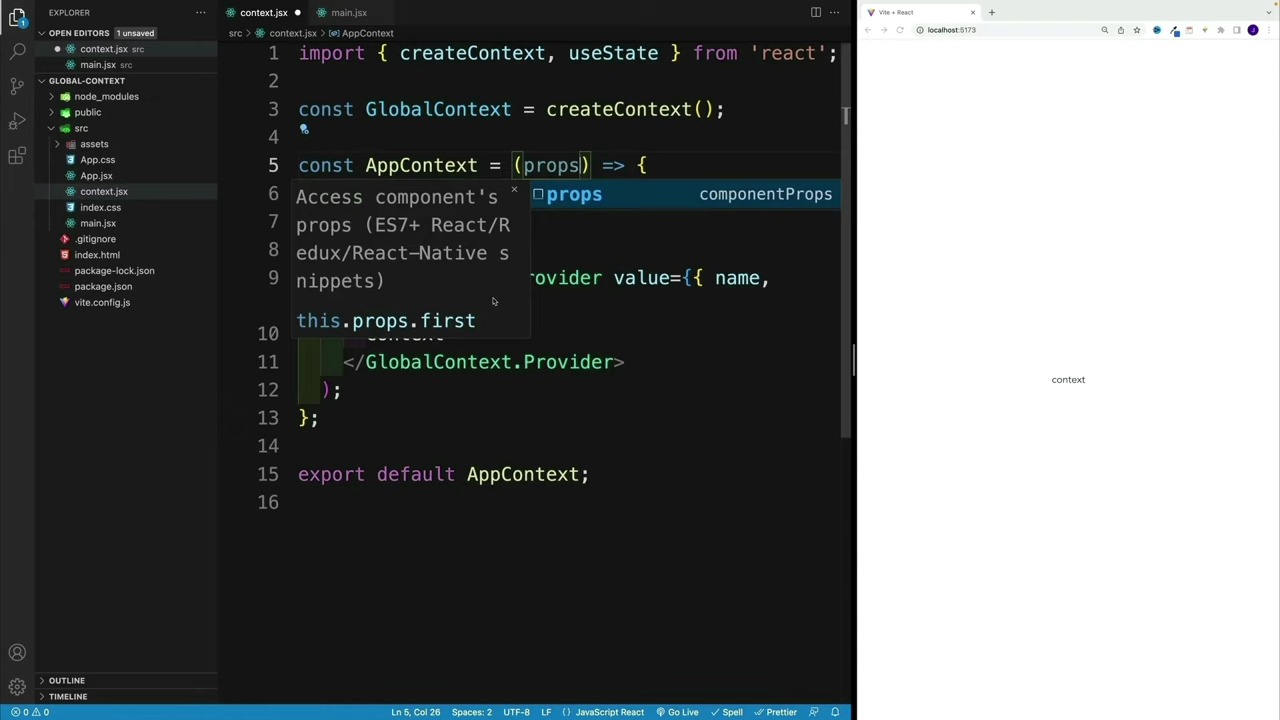 EXPLORER
OPEN EDITORS 1 unsaved
context.jsx src
main.jsx src
GLOBAL-CONTEXT
node_modules
public
src
assets
App.css
App.jsx
context.jsx
index.css
main.jsx
.gitignore
index.html
package-lock.json
package.json
vite.config.js
OUTLINE
TIMELINE
context.jsx
main.jsx
src > context.jsx > AppContext
1 import { createContext, useState } from 'react';
2
3 const GlobalContext = createContext();
4
5 const AppContext = (props) => {
6
7
8
9 rovider value={{ name,
10
11 </GlobalContext.Provider>
12 );
13 };
14
15 export default AppContext;
16
Access component's
props (ES7+ React/R
edux/React-Native s
nippets)
this.props.first
props componentProps
0 0
Ln 5, Col 26 Spaces: 2 UTF-8 LF {} JavaScript React Go Live Spell Prettier
Vite + React
localhost:5173
J
context